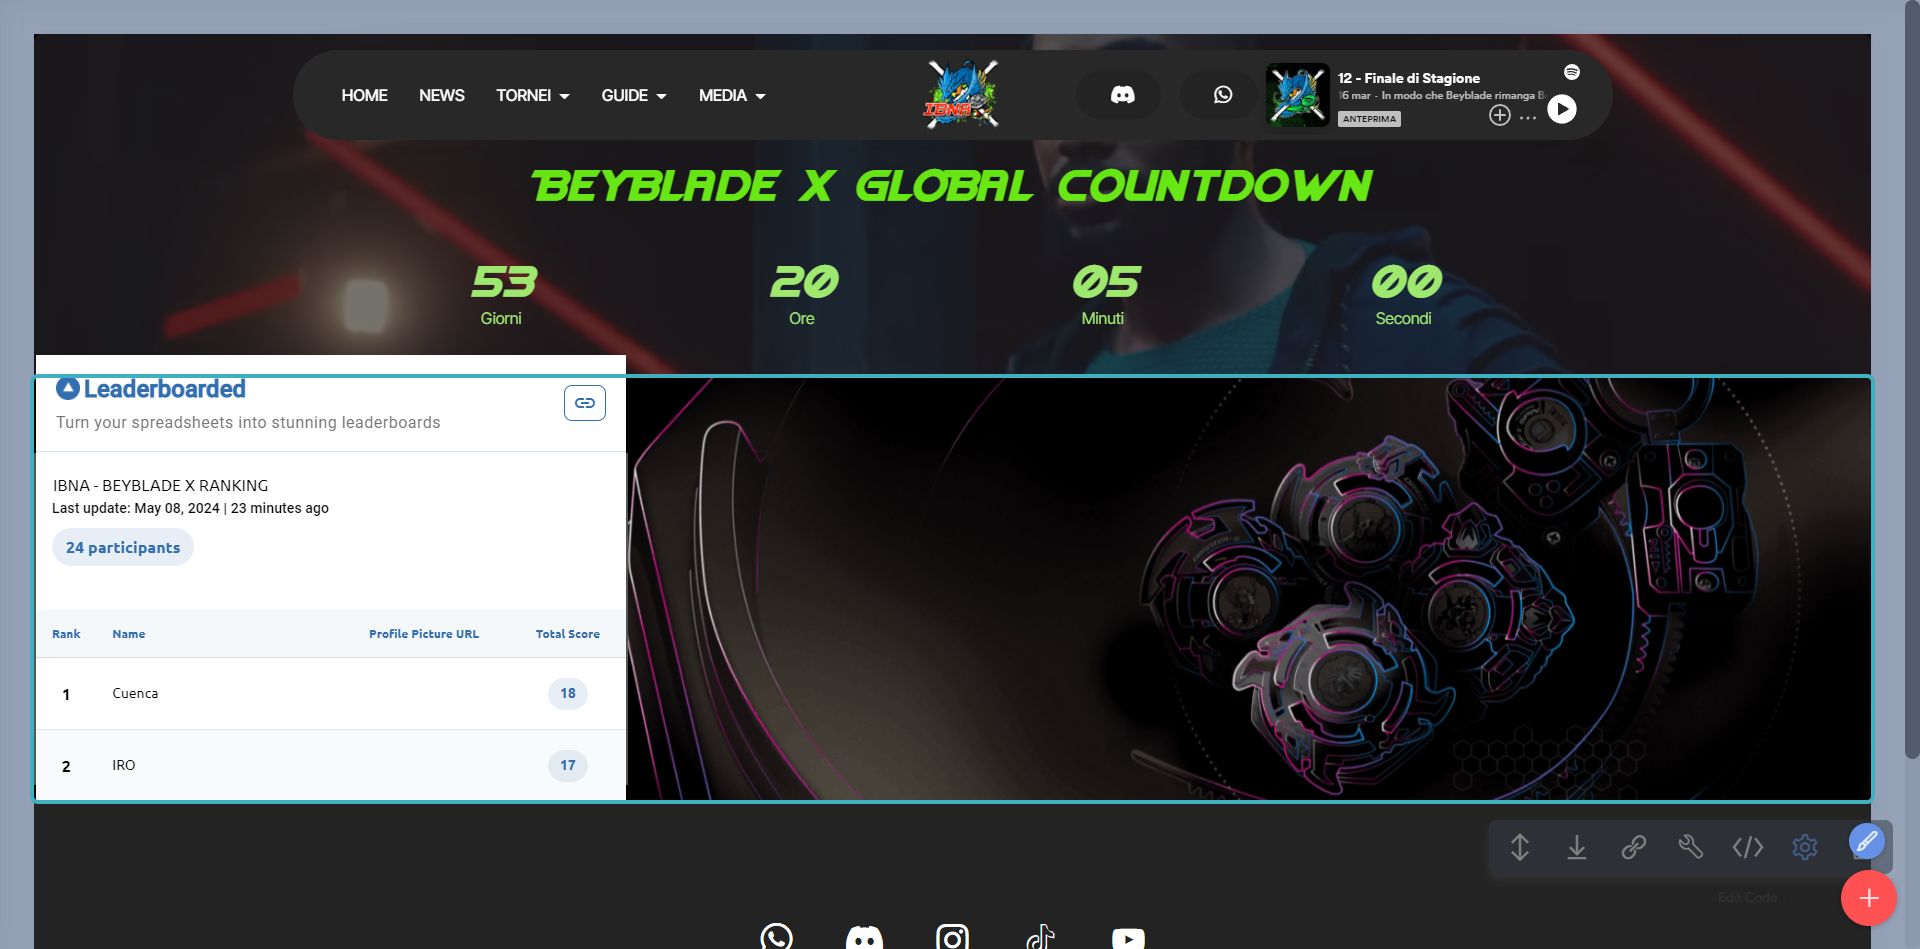 HOME NEWS TORNEI GUIDE MEDIA
IBNA
12 - Finale di Stagione
16 mar - In modo che Beyblade rimanga B
ANTEPRIMA
BEYBLADE X GLOBAL COUNTDOWN
53 20 05 00
Giorni Ore Minuti Secondi
Leaderboarded
Turn your spreadsheets into stunning leaderboards
IBNA - BEYBLADE X RANKING
Last update: May 08, 2024 | 23 minutes ago
24 participants
Rank Name Profile Picture URL Total Score
1 Cuenca 18
2 IRO 17
Edit Code